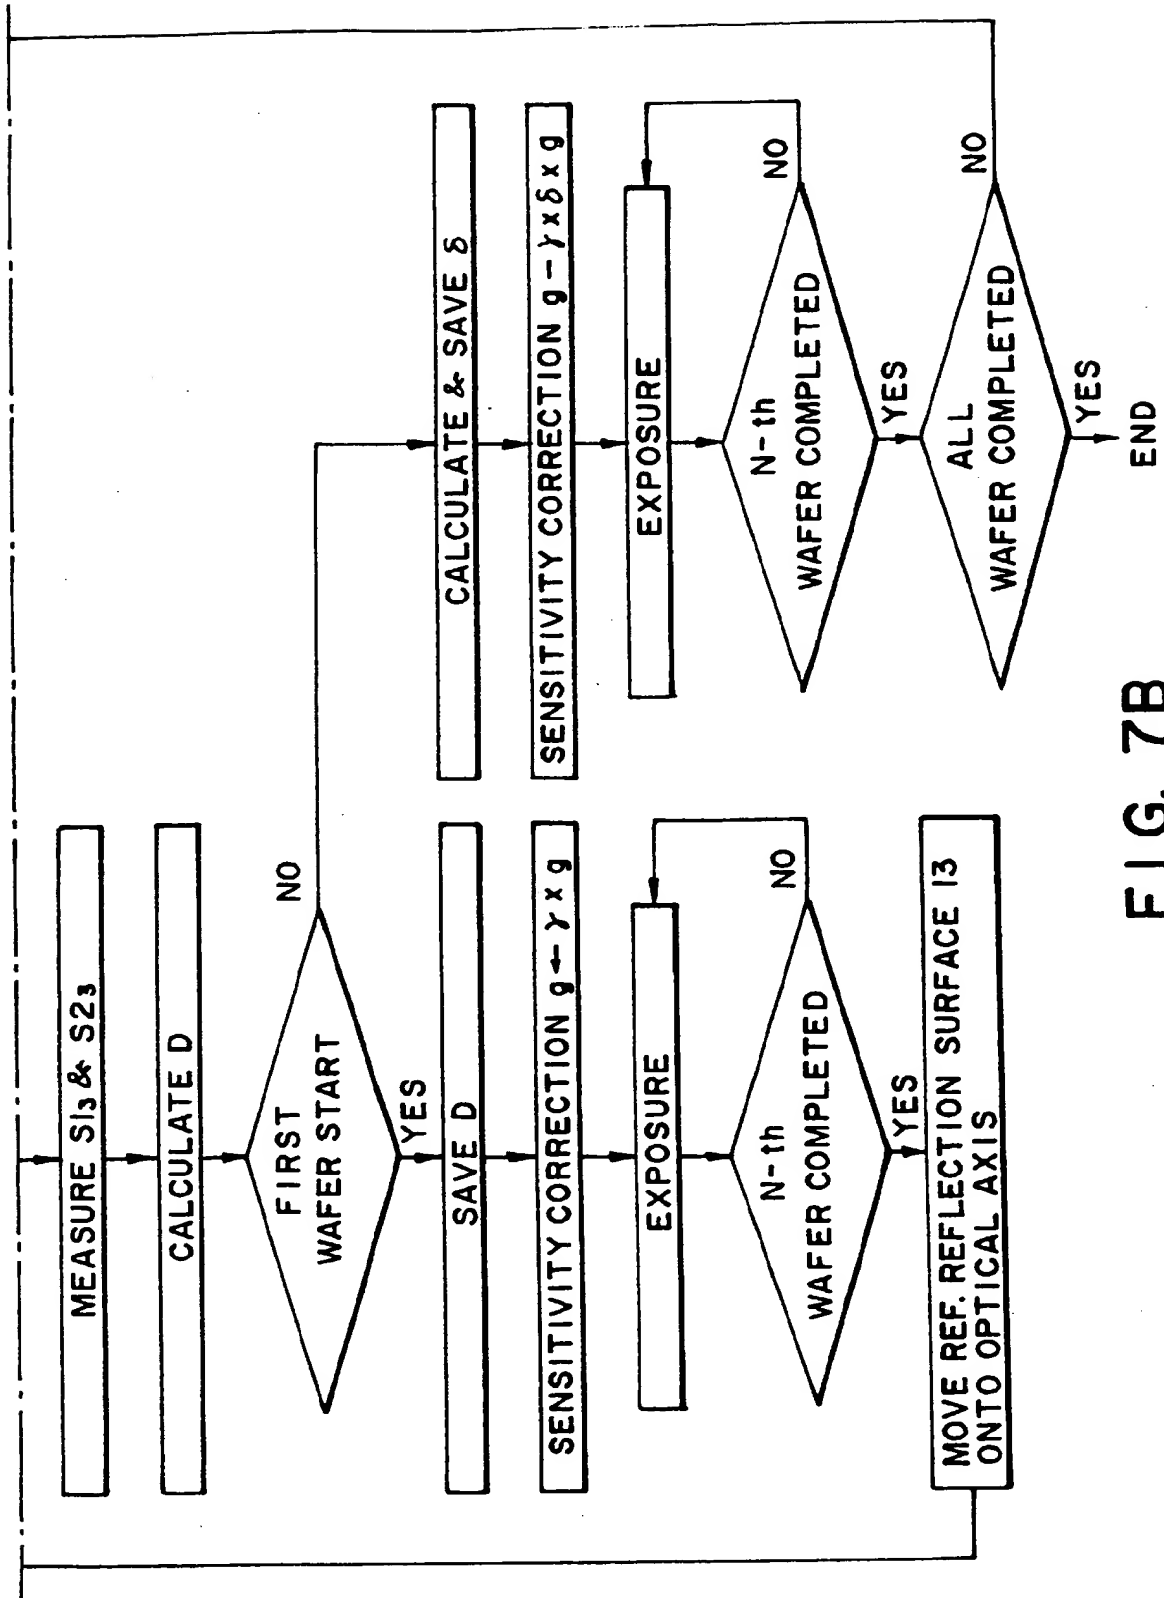 MEASURE S1₃ & S2₃
CALCULATE D
FIRST
WAFER START
NO
YES
SAVE D
SENSITIVITY CORRECTION g ← γ x g
EXPOSURE
N-th
WAFER COMPLETED
NO
YES
MOVE REF. REFLECTION SURFACE 13
ONTO OPTICAL AXIS
CALCULATE & SAVE δ
SENSITIVITY CORRECTION g - γ x δ x g
EXPOSURE
N-th
WAFER COMPLETED
NO
YES
ALL
WAFER COMPLETED
NO
YES
END
FIG. 7B